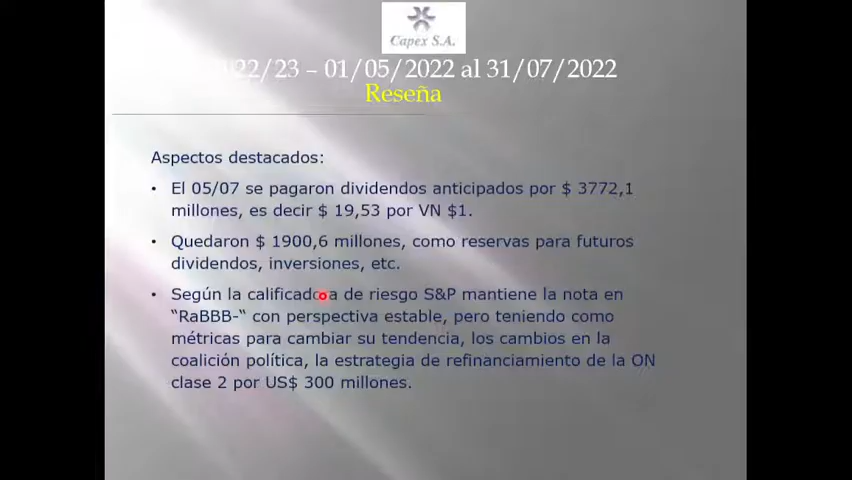 Capex S.A.
22/23 – 01/05/2022 al 31/07/2022
Reseña
Aspectos destacados:
• El 05/07 se pagaron dividendos anticipados por $ 3772,1
millones, es decir $ 19,53 por VN $1.
• Quedaron $ 1900,6 millones, como reservas para futuros
dividendos, inversiones, etc.
• Según la calificadora de riesgo S&P mantiene la nota en
“RaBBB-“ con perspectiva estable, pero teniendo como
métricas para cambiar su tendencia, los cambios en la
coalición política, la estrategia de refinanciamiento de la ON
clase 2 por US$ 300 millones.